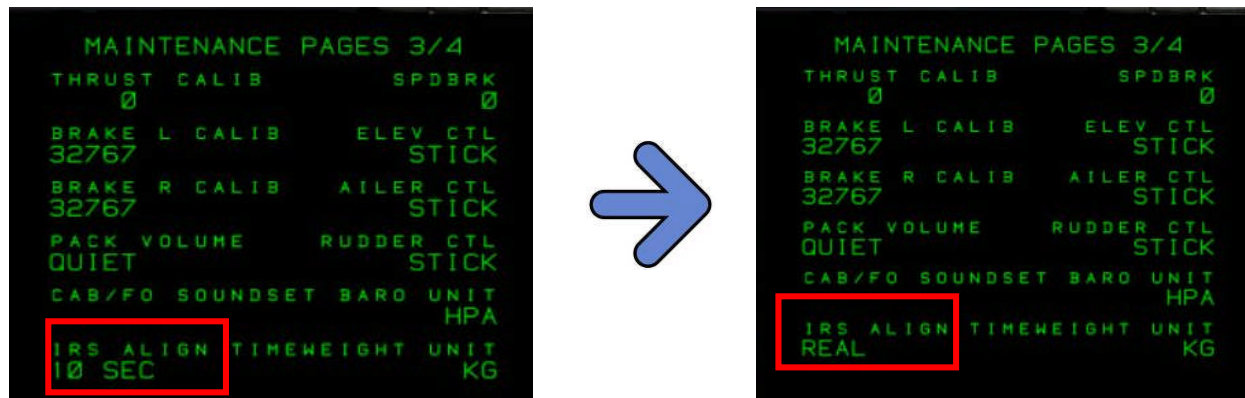 MAINTENANCE PAGES 3/4
THRUST CALIB SPDBRK
0 0
BRAKE L CALIB ELEV CTL
32767 STICK
BRAKE R CALIB AILER CTL
32767 STICK
PACK VOLUME RUDDER CTL
QUIET STICK
CAB/FO SOUNDSET BARO UNIT
HPA
IRS ALIGN TIMEWEIGHT UNIT
10 SEC KG
MAINTENANCE PAGES 3/4
THRUST CALIB SPDBRK
0 0
BRAKE L CALIB ELEV CTL
32767 STICK
BRAKE R CALIB AILER CTL
32767 STICK
PACK VOLUME RUDDER CTL
QUIET STICK
CAB/FO SOUNDSET BARO UNIT
HPA
IRS ALIGN TIMEWEIGHT UNIT
REAL KG